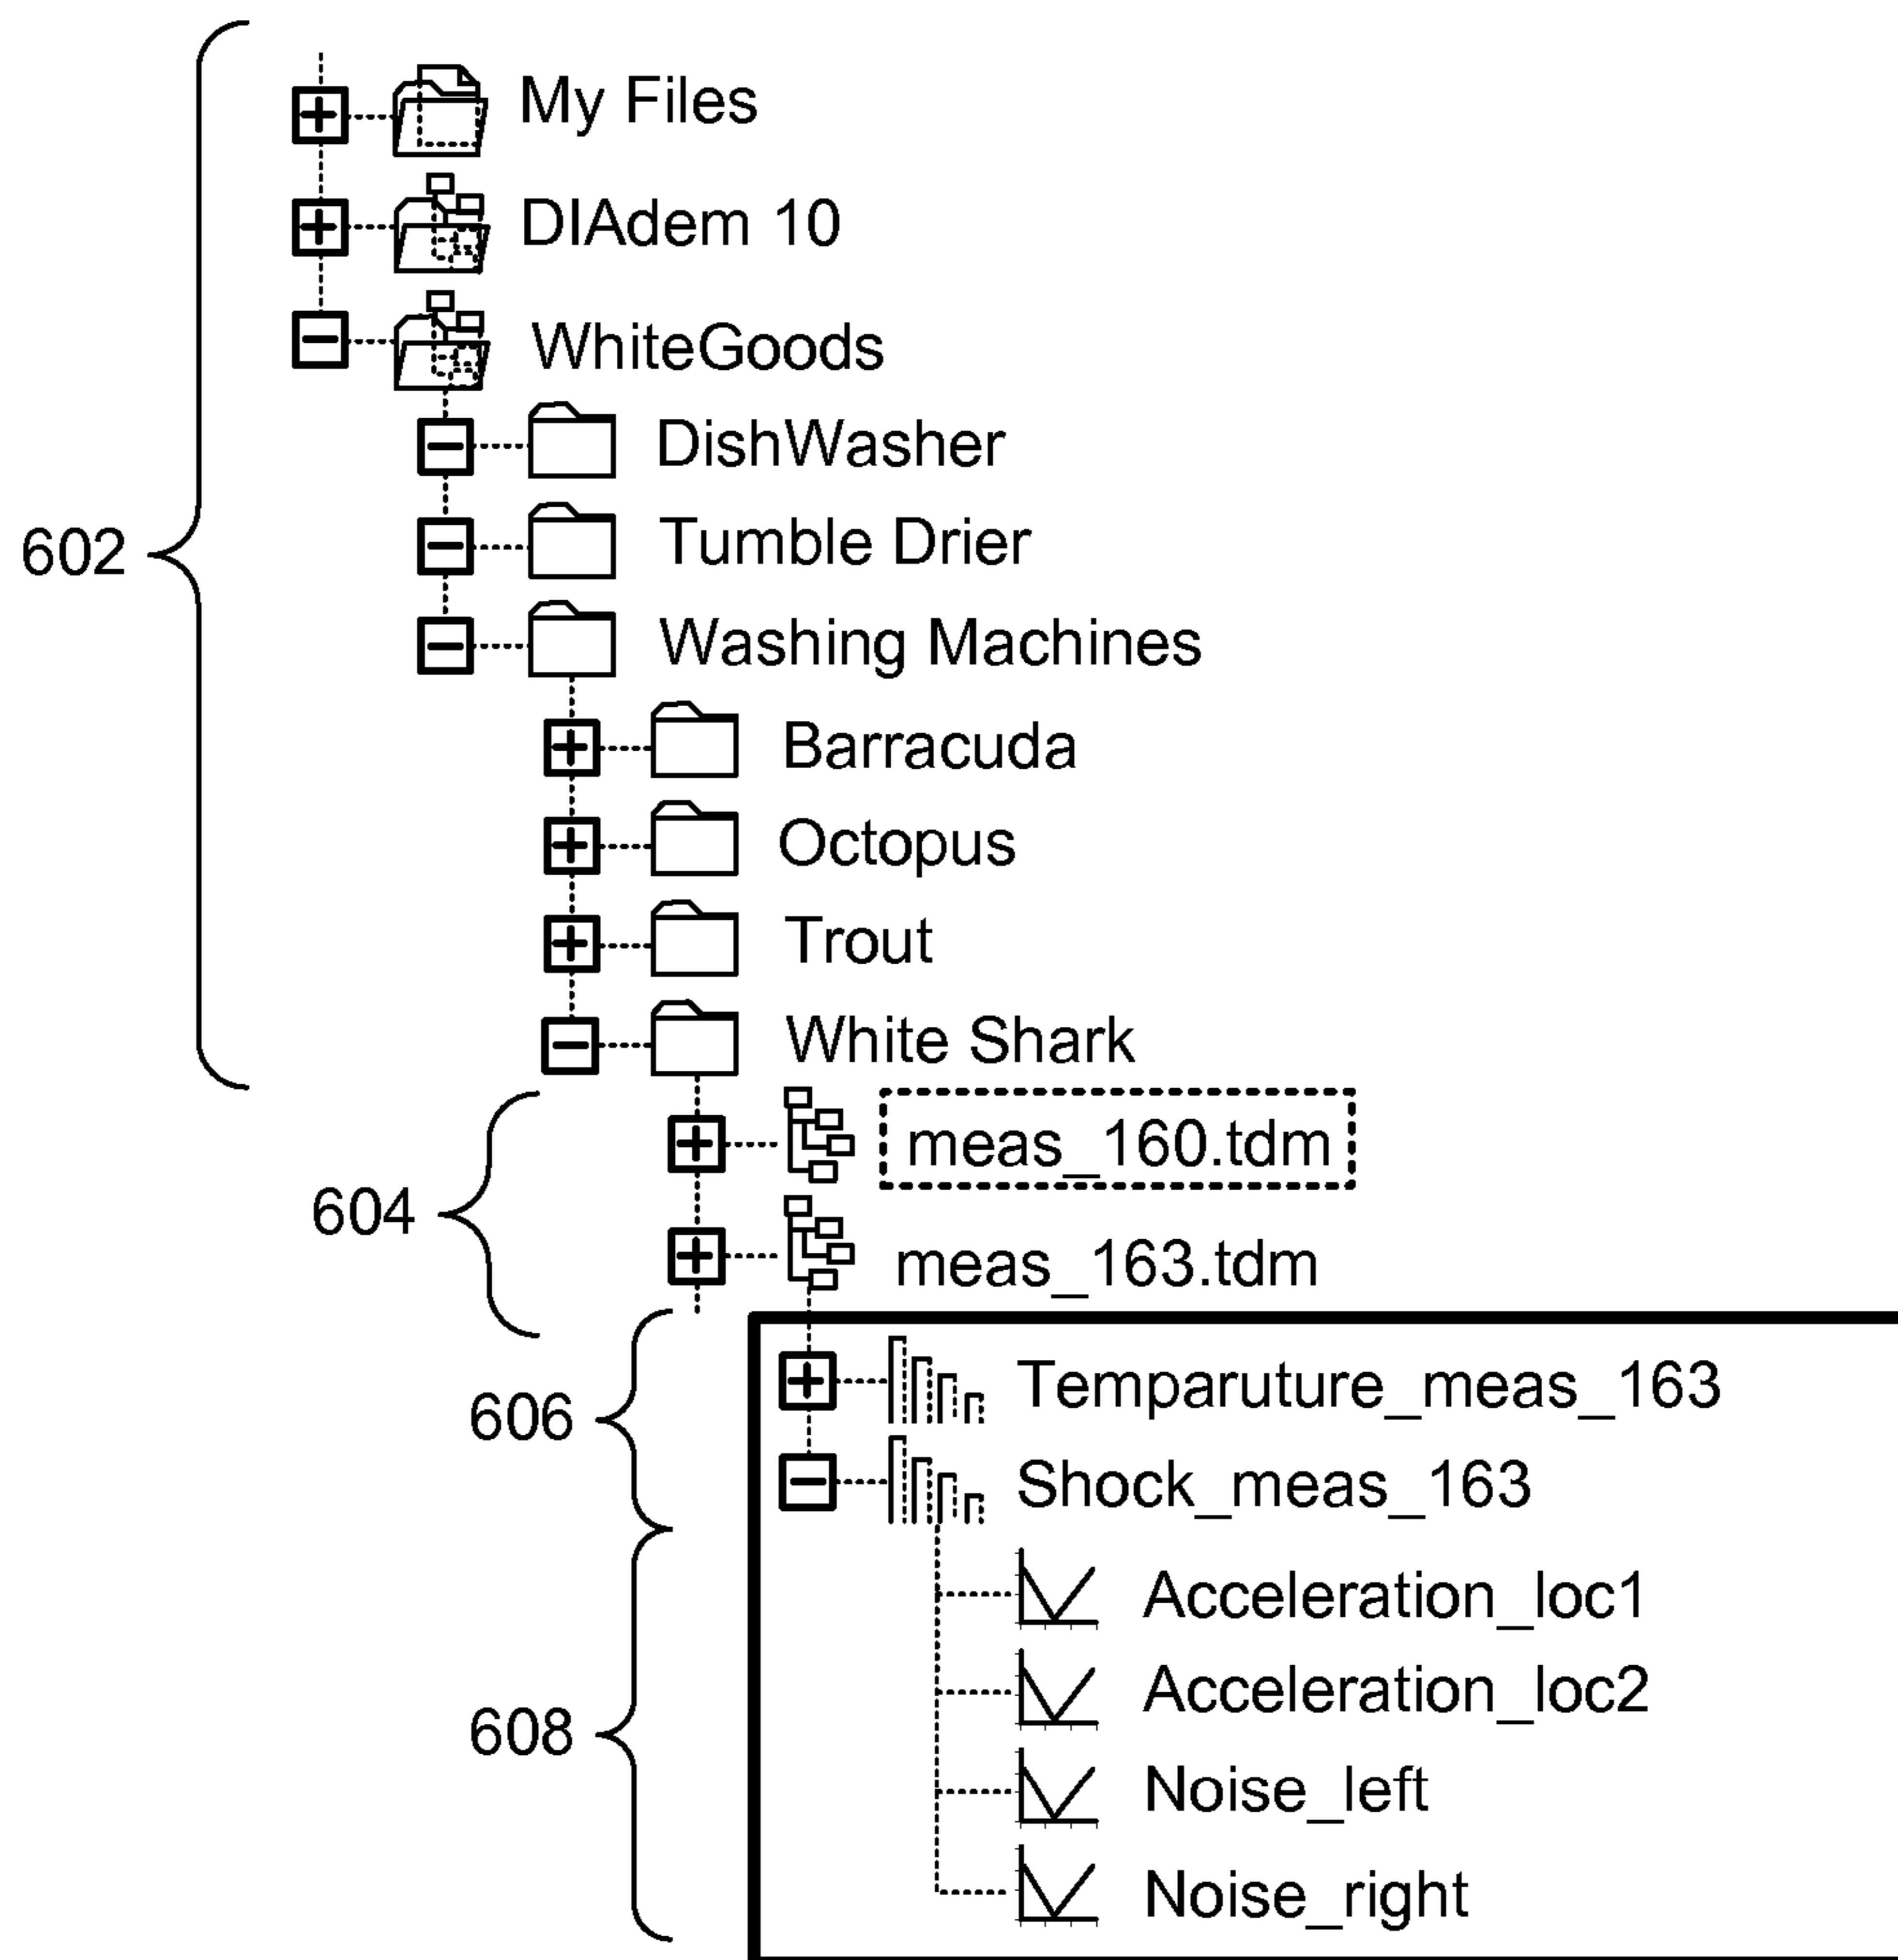 My Files
DIAdem 10
WhiteGoods
DishWasher
602
Tumble Drier
Washing Machines
Barracuda
Octopus
Trout
White Shark
meas_160.tdm
604
meas_163.tdm
Temparuture_meas_163
606
Shock_meas_163
Acceleration_loc1
Acceleration_loc2
608
Noise_left
Noise_right